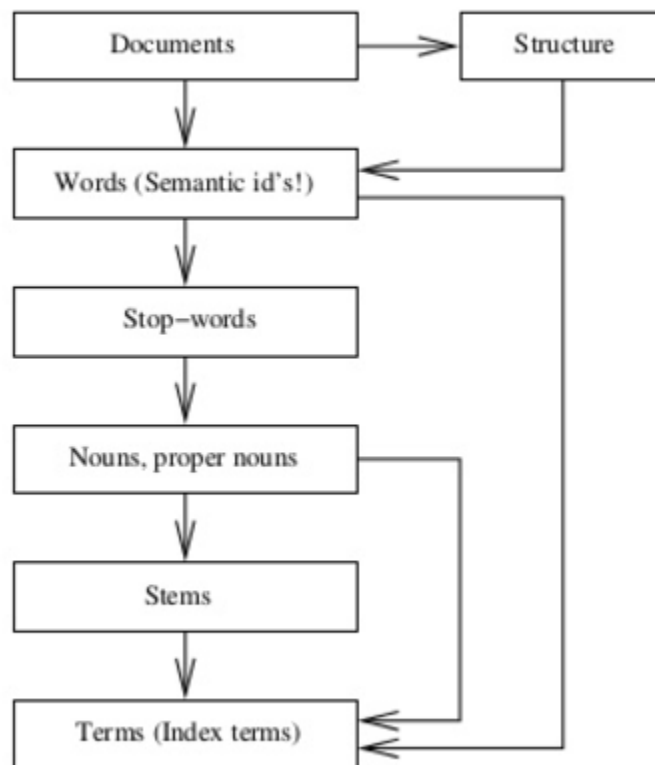 Documents
Structure
Words (Semantic id's!)
Stop−words
Nouns, proper nouns
Stems
Terms (Index terms)